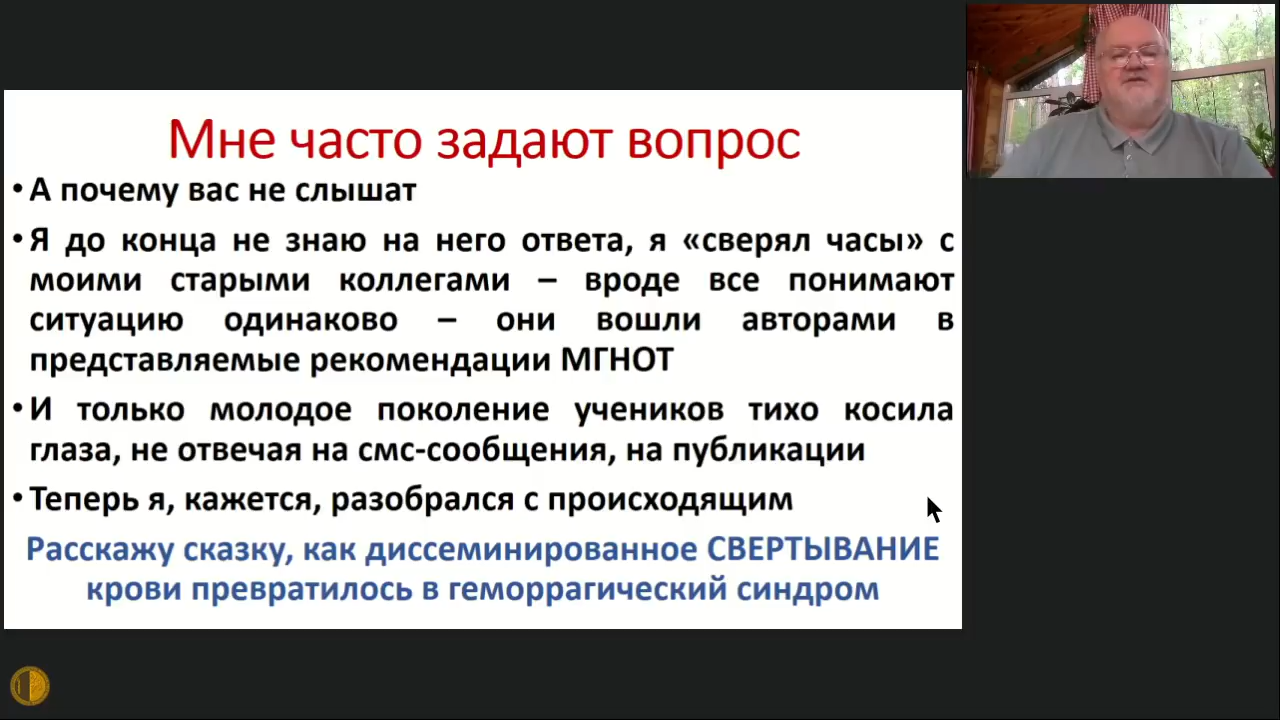 Мне часто задают вопрос
• А почему вас не слышат
• Я до конца не знаю на него ответа, я «сверял часы» с
моими старыми коллегами – вроде все понимают
ситуацию одинаково – они вошли авторами в
представляемые рекомендации МГНОТ
• И только молодое поколение учеников тихо косила
глаза, не отвечая на смс-сообщения, на публикации
• Теперь я, кажется, разобрался с происходящим
Расскажу сказку, как диссеминированное СВЕРТЫВАНИЕ
крови превратилось в геморрагический синдром